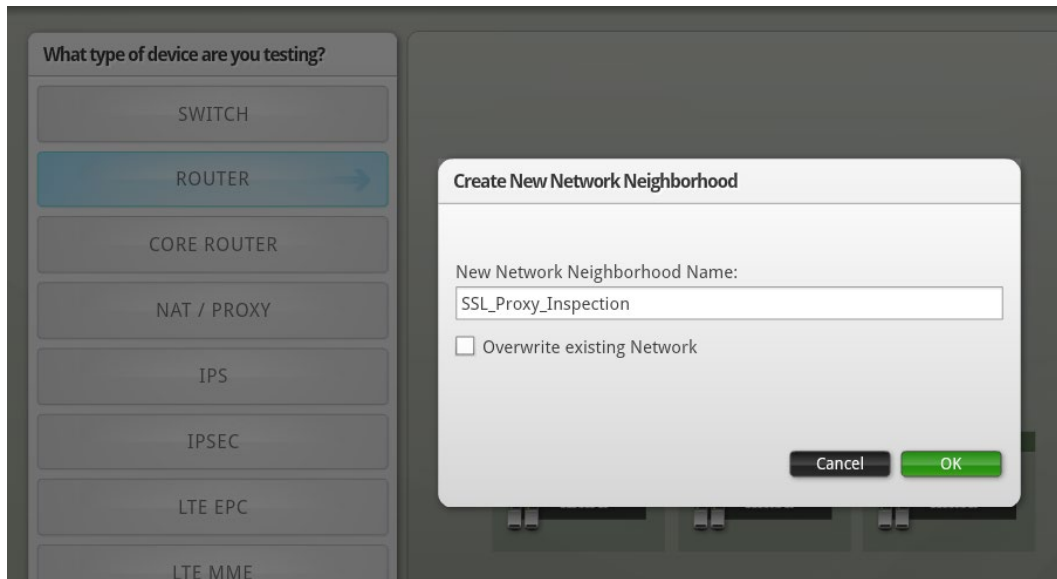 What type of device are you testing?
SWITCH
ROUTER
CORE ROUTER
NAT / PROXY
IPS
IPSEC
LTE EPC
LTE MME
Create New Network Neighborhood
New Network Neighborhood Name:
SSL_Proxy_Inspection
Overwrite existing Network
Cancel
OK